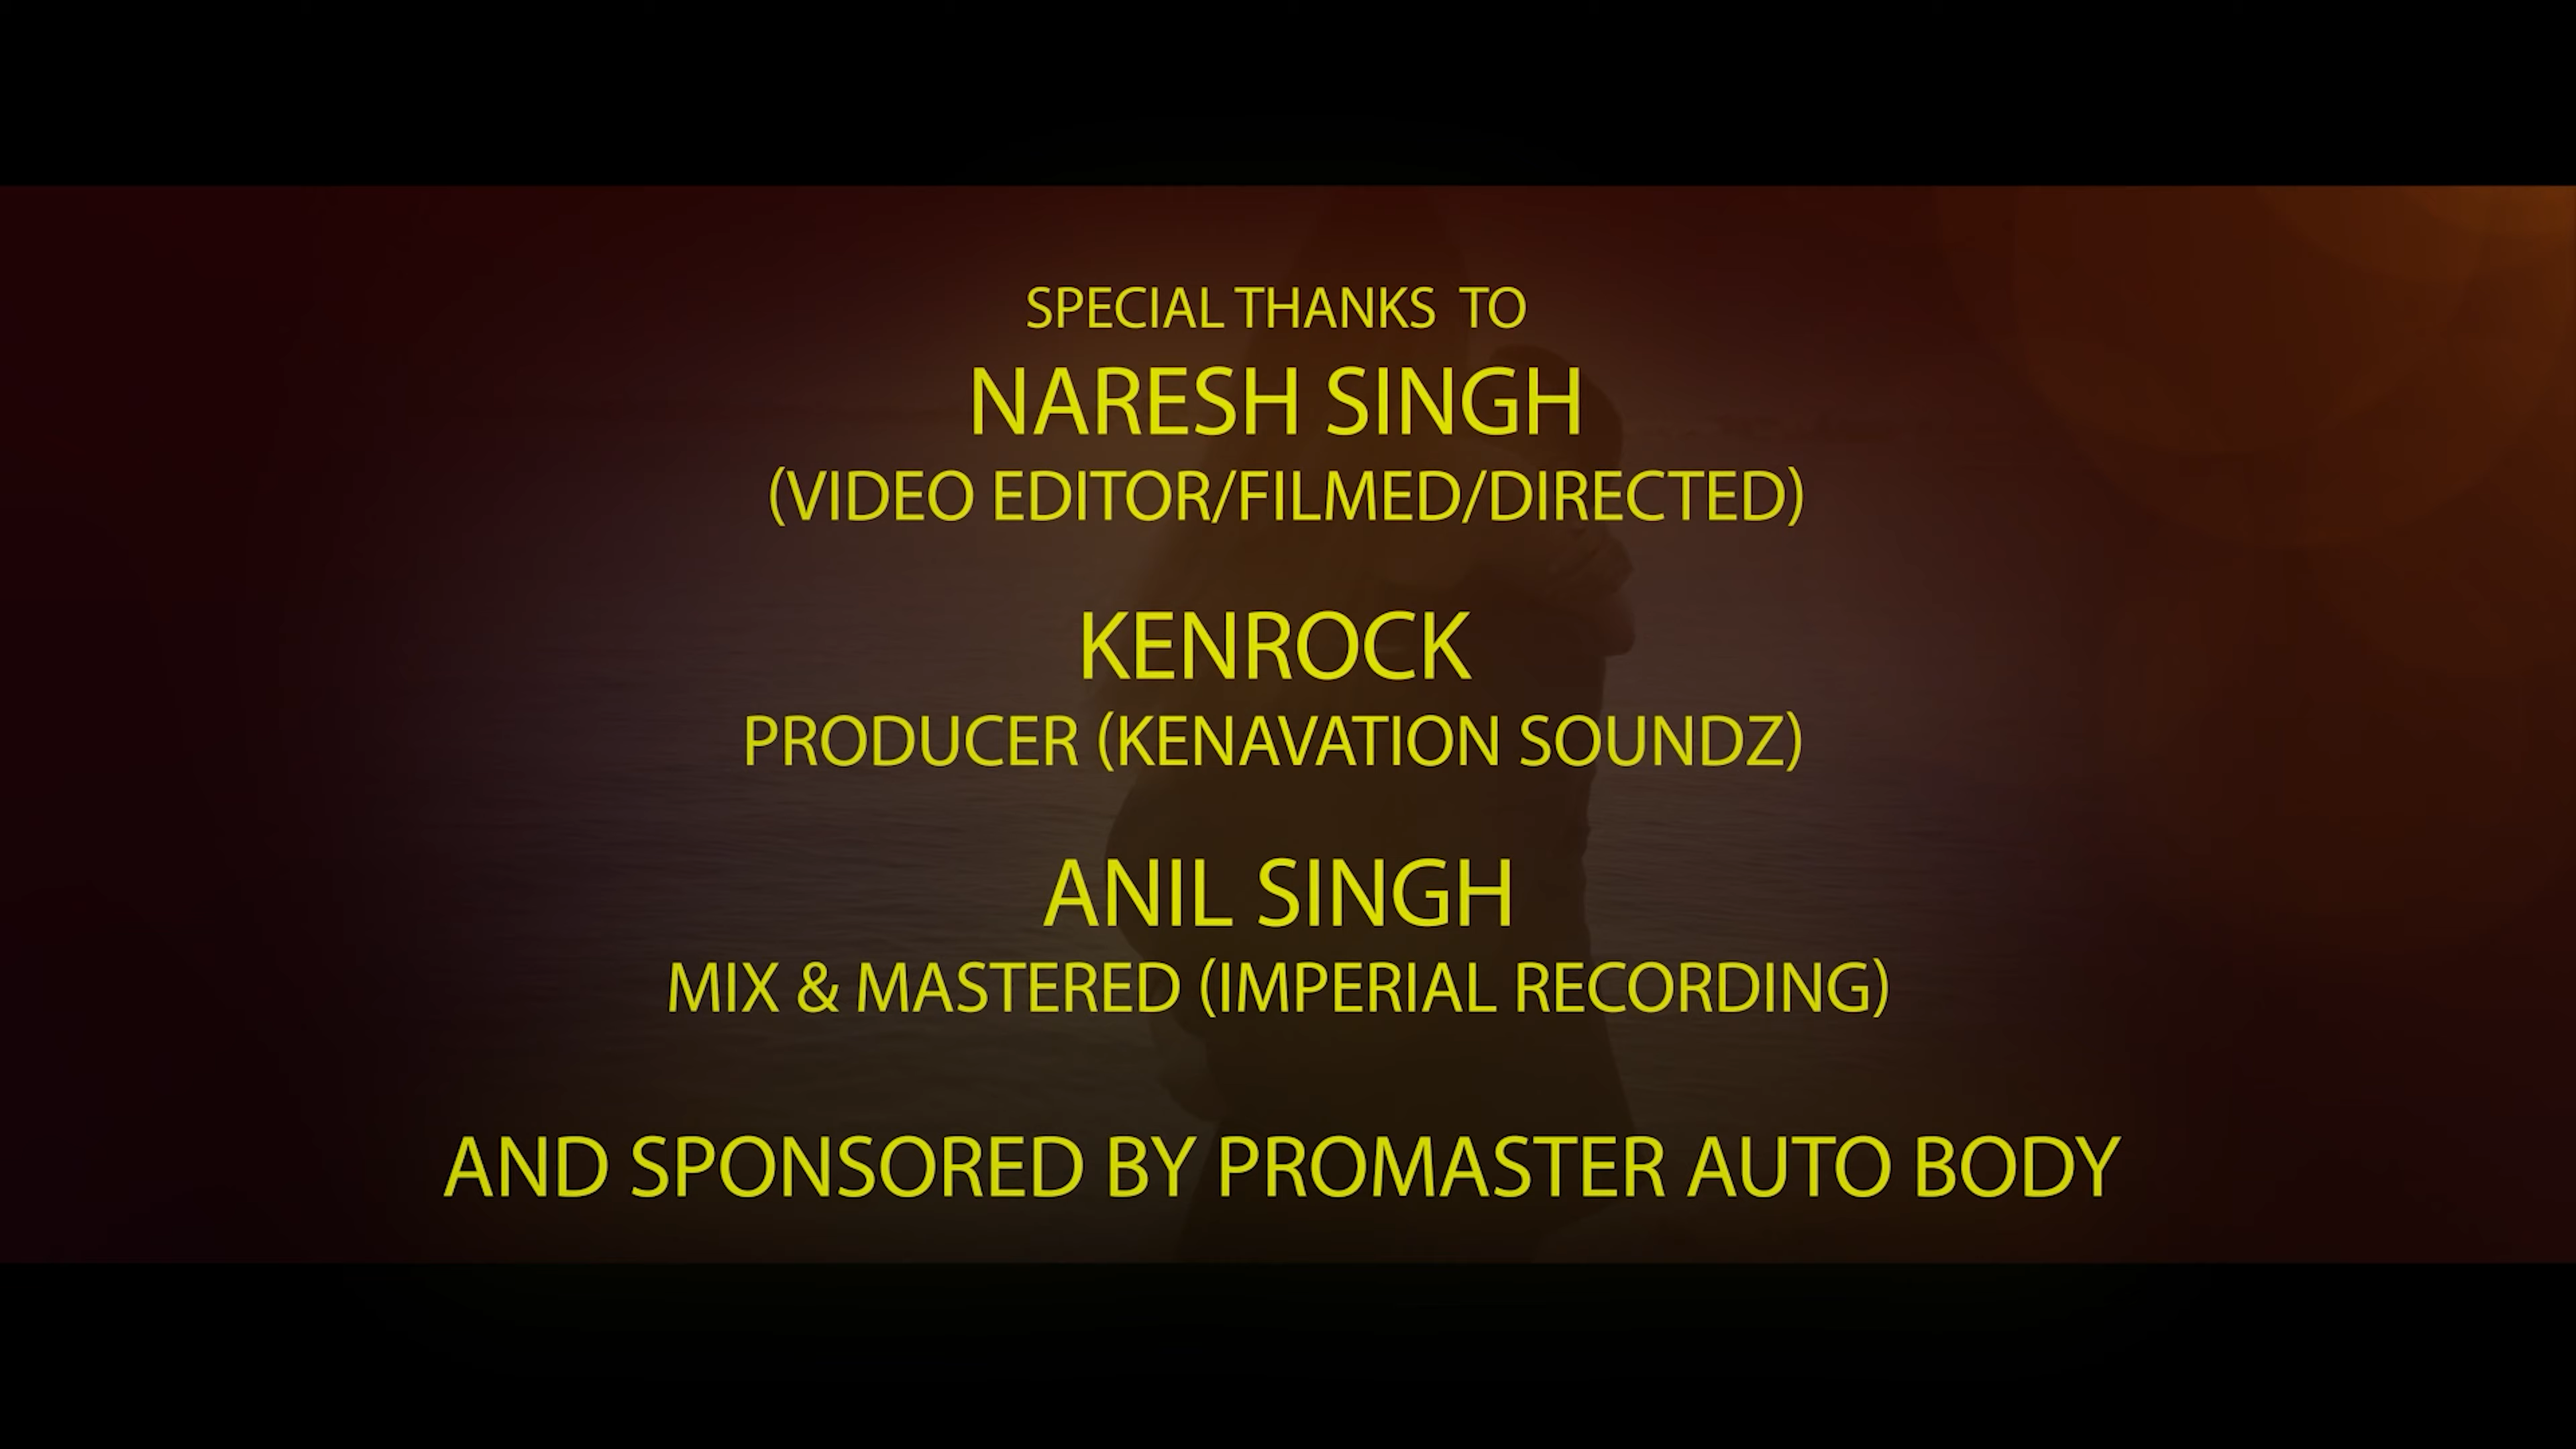 SPECIAL THANKS TO
NARESH SINGH
(VIDEO EDITOR/FILMED/DIRECTED)
KENROCK
PRODUCER (KENAVATION SOUNDZ)
ANIL SINGH
MIX & MASTERED (IMPERIAL RECORDING)
AND SPONSORED BY PROMASTER AUTO BODY